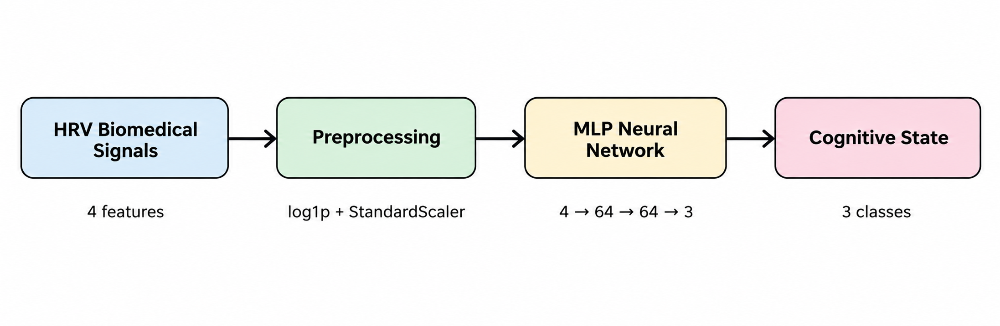 HRV Biomedical
Signals
Preprocessing
MLP Neural
Network
Cognitive State
4 features
log1p + StandardScaler
4 → 64 → 64 → 3
3 classes